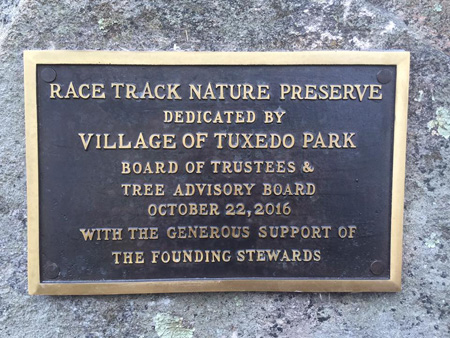 RACE TRACK NATURE PRESERVE
DEDICATED BY
VILLAGE OF TUXEDO PARK
BOARD OF TRUSTEES &
TREE ADVISORY BOARD
OCTOBER 22, 2016
WITH THE GENEROUS SUPPORT OF
THE FOUNDING STEWARDS